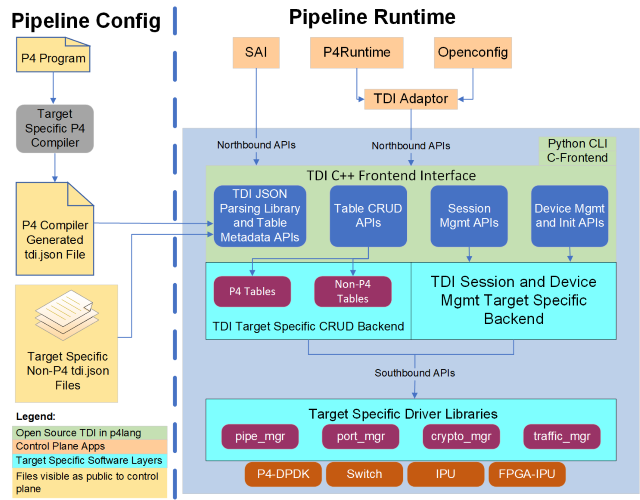 Pipeline Config
Pipeline Runtime
P4 Program
Target
Specific P4
Compiler
P4 Compiler
Generated
tdi.json File
Target Specific
Non-P4 tdi.json
Files
Legend:
Open Source TDI in p4lang
Control Plane Apps
Target Specific Software Layers
Files visible as public to control
plane
SAI
P4Runtime
Openconfig
TDI Adaptor
Northbound APIs
Northbound APIs
Python CLI
C-Frontend
TDI C++ Frontend Interface
TDI JSON
Parsing Library
and Table
Metadata APIs
Table CRUD
APIs
Session
Mgmt APIs
Device Mgmt
and Init APIs
P4 Tables
Non-P4
Tables
TDI Target Specific CRUD Backend
TDI Session and Device
Mgmt Target Specific
Backend
Southbound APIs
Target Specific Driver Libraries
pipe_mgr
port_mgr
crypto_mgr
traffic_mgr
P4-DPDK
Switch
IPU
FPGA-IPU